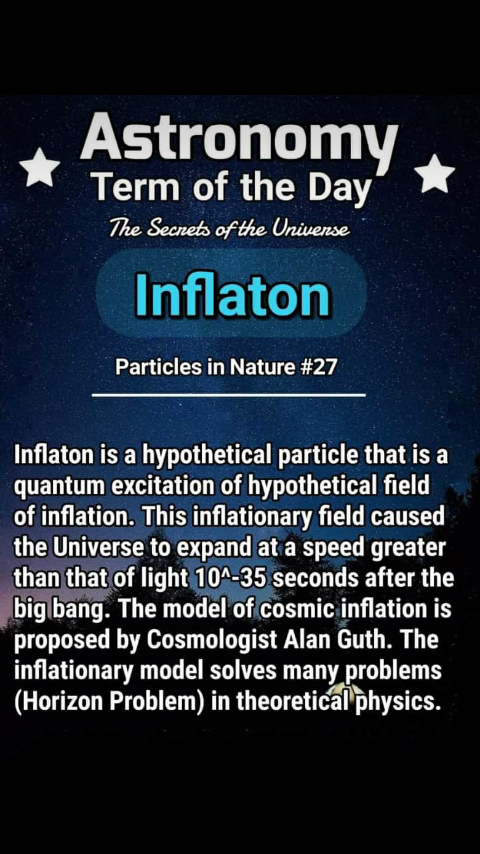 Astronomy
Term of the Day
The Secrets of the Universe
Inflaton
Particles in Nature #27
Inflaton is a hypothetical particle that is a
quantum excitation of hypothetical field
of inflation. This inflationary field caused
the Universe to expand at a speed greater
than that of light 10^-35 seconds after the
big bang. The model of cosmic inflation is
proposed by Cosmologist Alan Guth. The
inflationary model solves many problems
(Horizon Problem) in theoretical physics.